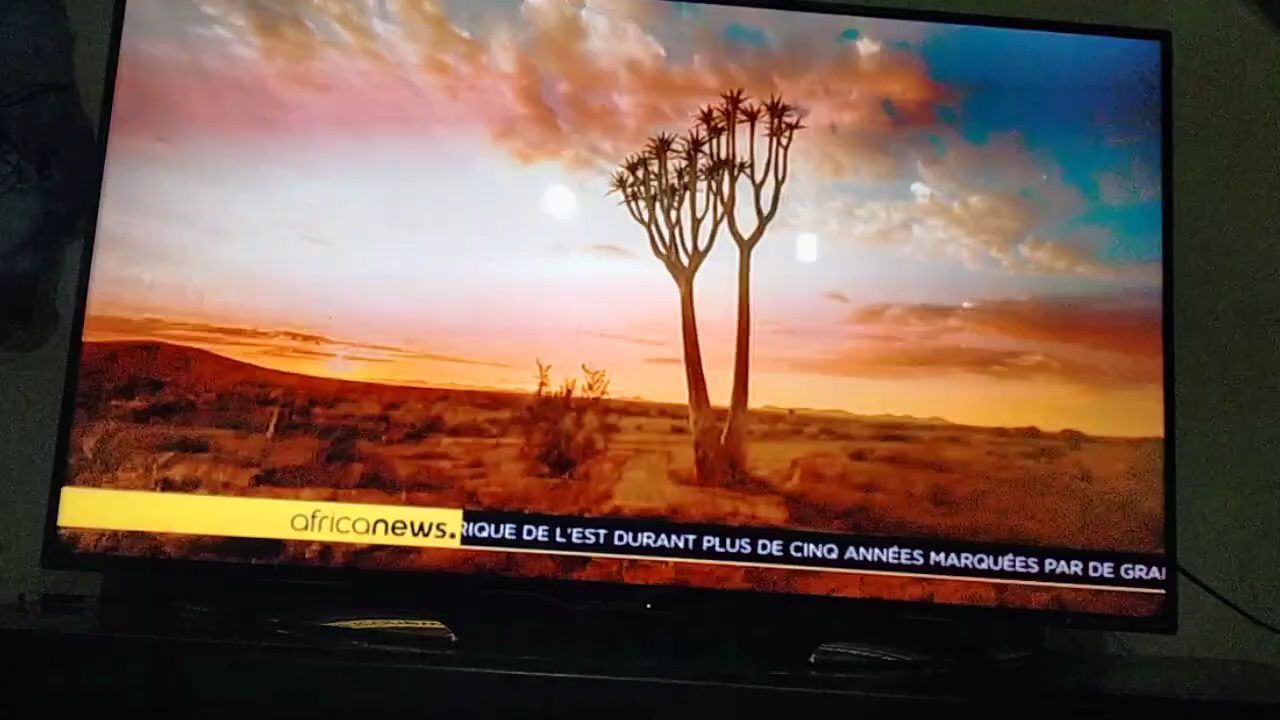 africanews.
RIQUE DE L'EST DURANT PLUS DE CINQ ANNÉES MARQUÉES PAR DE GRA